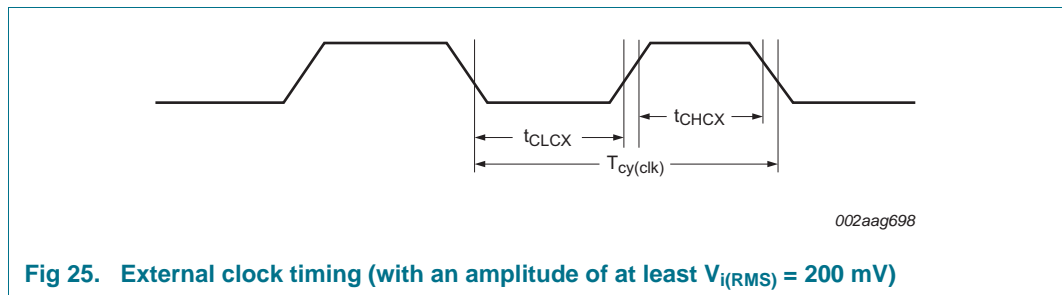 tCHCX
tCLCX
Tcy(clk)
002aag698
Fig 25. External clock timing (with an amplitude of at least Vi(RMS) = 200 mV)